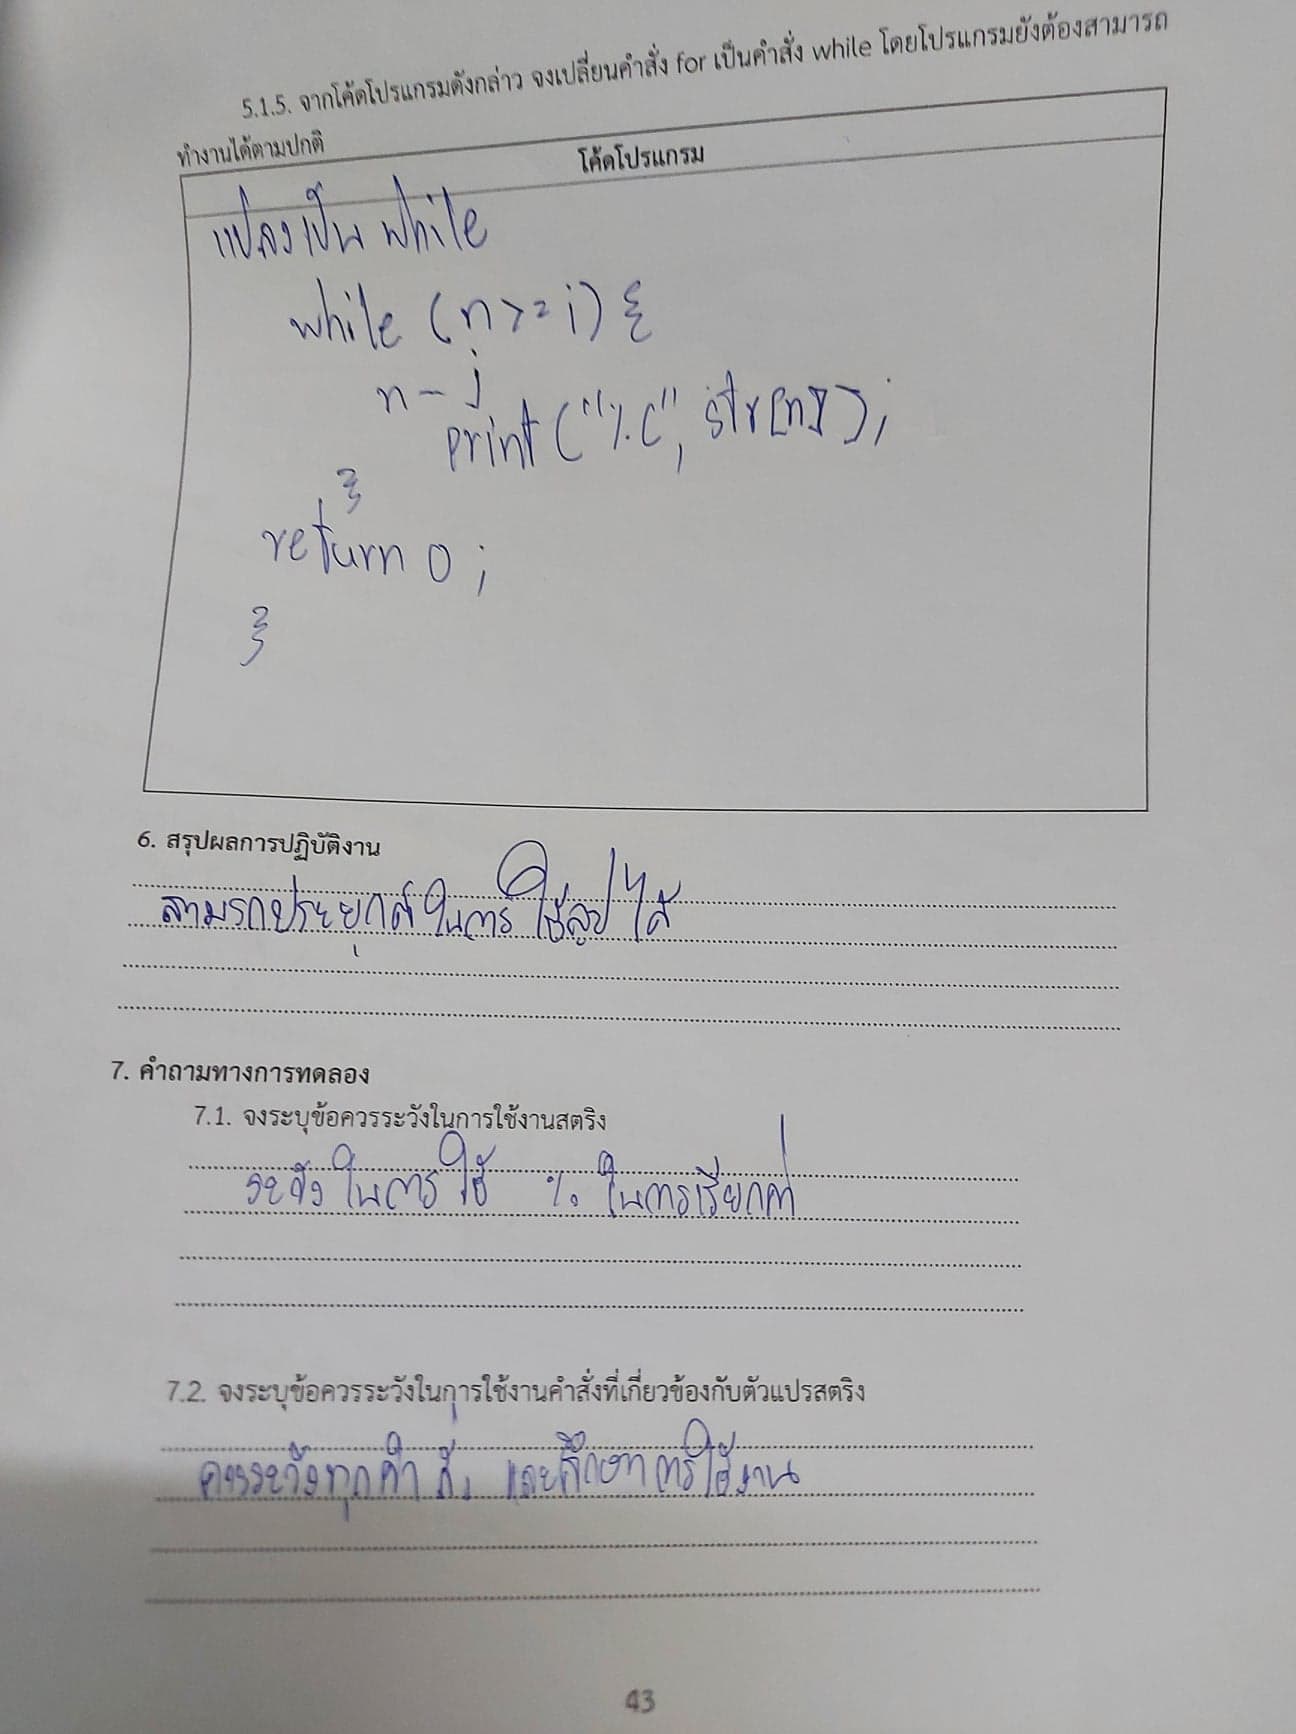 5.1.5. จากโค้ดโปรแกรมดังกล่าว จงเปลี่ยนคำสั่ง for เป็นคำสั่ง while โดยโปรแกรมยังต้องสามารถ
ทำงานได้ตามปกติ
โค้ดโปรแกรม
แปลงเป็น while
while (n>=i) {
n-j
print("%c", str[n]);
}
return 0;
}
6. สรุปผลการปฏิบัติงาน
สามรถประยุกต์ในการใช้ลูปได้
7. คำถามทางการทดลอง
7.1. จงระบุข้อควรระวังในการใช้งานสตริง
ระวังในการใช้ % ในการเรียกค่า
7.2. จงระบุข้อควรระวังในการใช้งานคำสั่งที่เกี่ยวข้องกับตัวแปรสตริง
ควรระวังทุกคำสั่ง และศึกษาการใช้งาน
43